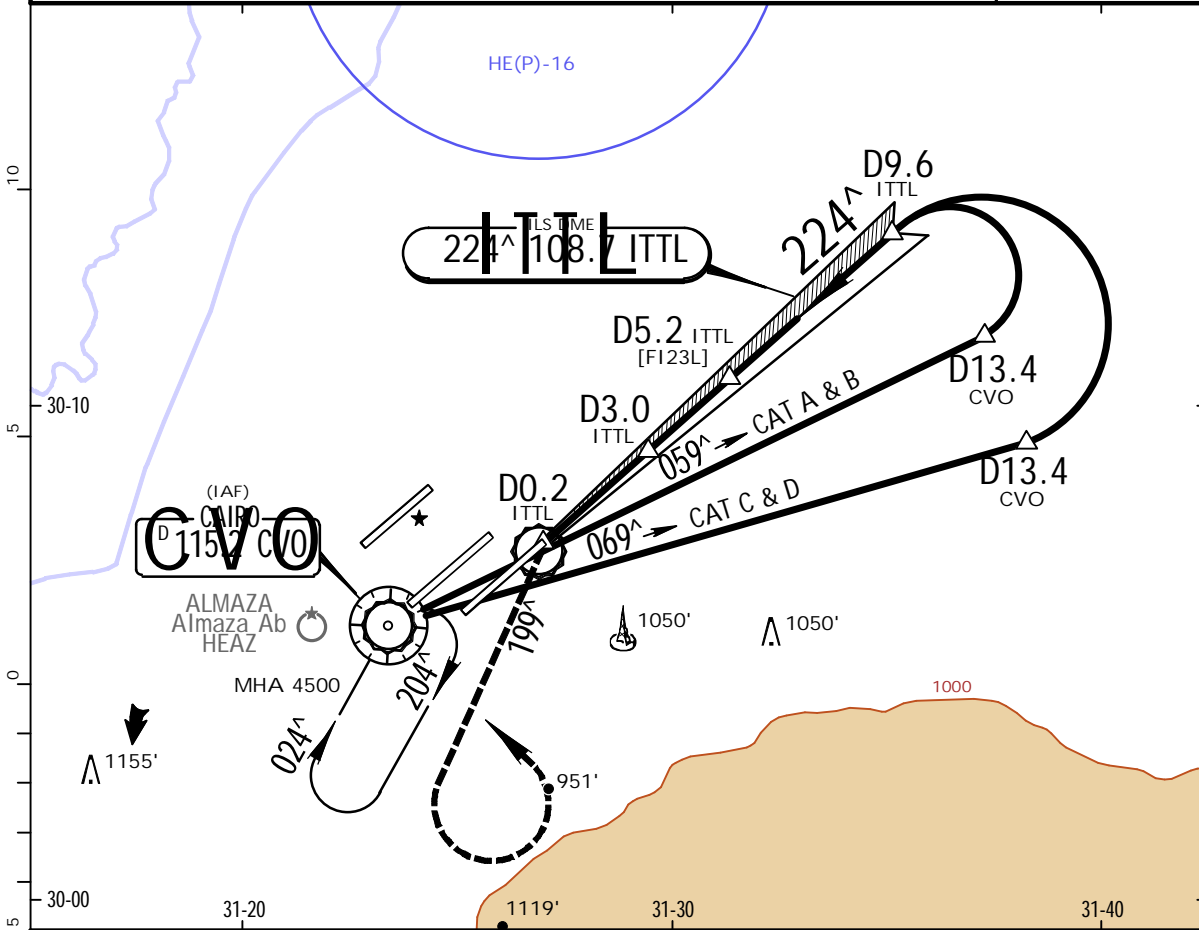 HE(P)-16
10
D9.6
ITTL
224^
ILS DME
224^ 108.7 ITTL
ITTL
D5.2 ITTL
[FI23L]
D13.4
CVO
CAT A & B
059^
D3.0
ITTL
30-10
5
D13.4
CVO
CAT C & D
069^
D0.2
ITTL
(IAF)
CAIRO
D 115.2 CVO
CVO
ALMAZA
Almaza Ab
HEAZ
199^
1050'
1050'
0
MHA 4500
204^
024^
1000
1155'
951'
30-00
31-20
31-30
31-40
1119'
5